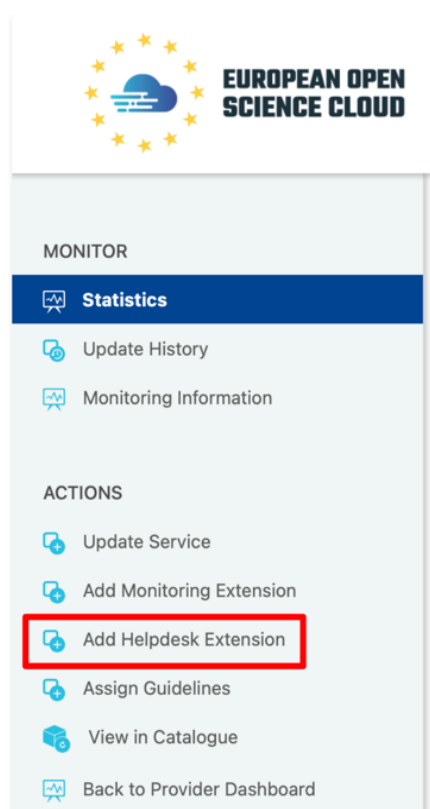 EUROPEAN OPEN
SCIENCE CLOUD
MONITOR
Statistics
Update History
Monitoring Information
ACTIONS
Update Service
Add Monitoring Extension
Add Helpdesk Extension
Assign Guidelines
View in Catalogue
Back to Provider Dashboard